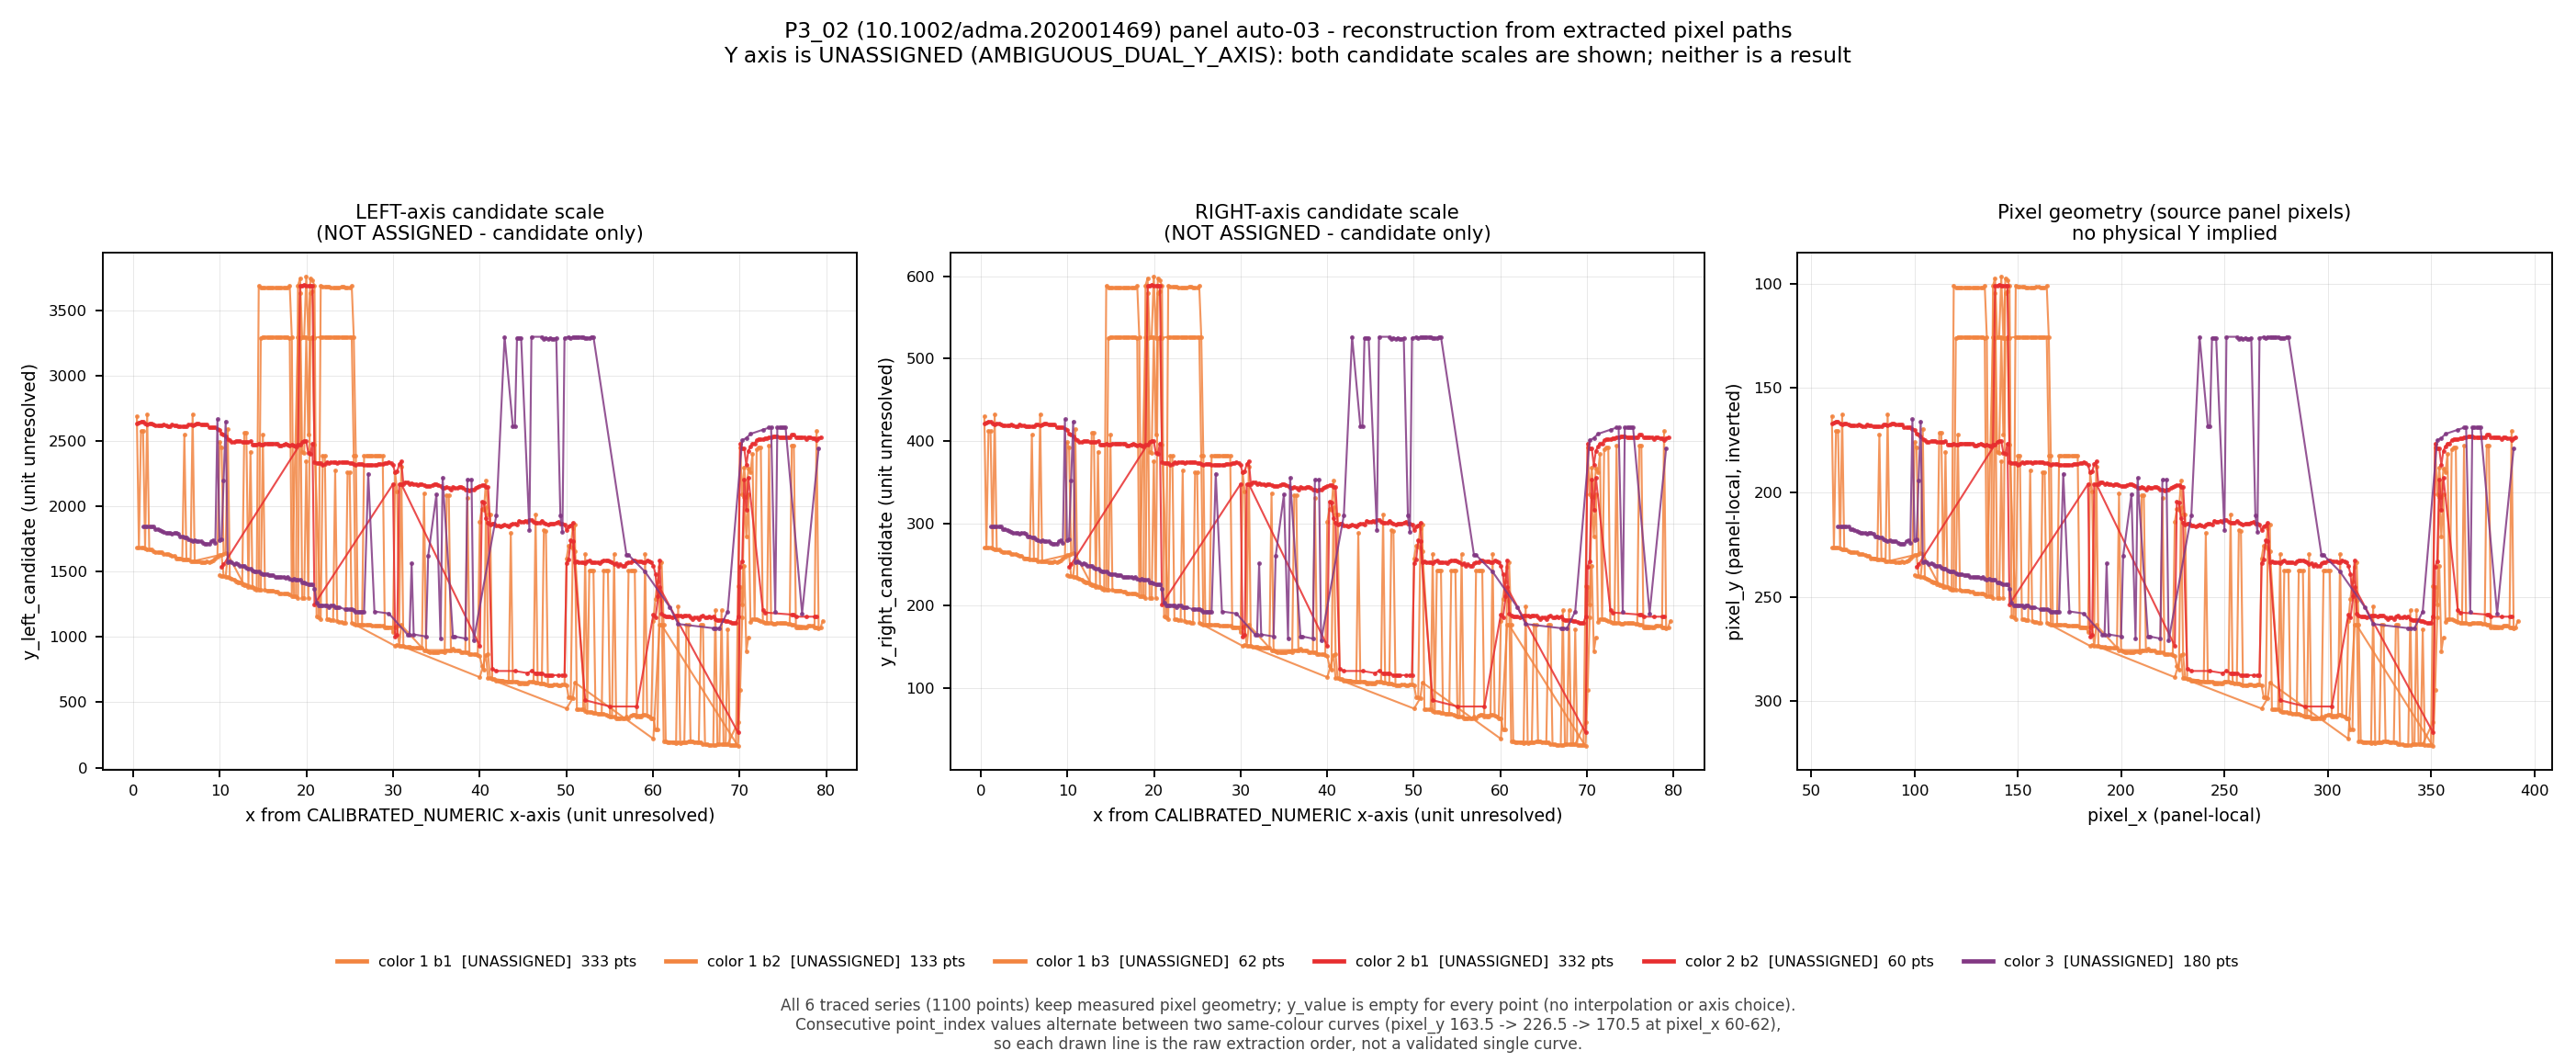 P3_02 (10.1002/adma.202001469) panel auto-03 - reconstruction from extracted pixel paths
Y axis is UNASSIGNED (AMBIGUOUS_DUAL_Y_AXIS): both candidate scales are shown; neither is a result
LEFT-axis candidate scale
(NOT ASSIGNED - candidate only)
y_left_candidate (unit unresolved)
3500
3000
2500
2000
1500
1000
500
0
0 10 20 30 40 50 60 70 80
x from CALIBRATED_NUMERIC x-axis (unit unresolved)
RIGHT-axis candidate scale
(NOT ASSIGNED - candidate only)
y_right_candidate (unit unresolved)
600
500
400
300
200
100
0 10 20 30 40 50 60 70 80
x from CALIBRATED_NUMERIC x-axis (unit unresolved)
Pixel geometry (source panel pixels)
no physical Y implied
pixel_y (panel-local, inverted)
100
150
200
250
300
50 100 150 200 250 300 350 400
pixel_x (panel-local)
color 1 b1 [UNASSIGNED] 333 pts
color 1 b2 [UNASSIGNED] 133 pts
color 1 b3 [UNASSIGNED] 62 pts
color 2 b1 [UNASSIGNED] 332 pts
color 2 b2 [UNASSIGNED] 60 pts
color 3 [UNASSIGNED] 180 pts
All 6 traced series (1100 points) keep measured pixel geometry; y_value is empty for every point (no interpolation or axis choice).
Consecutive point_index values alternate between two same-colour curves (pixel_y 163.5 -> 226.5 -> 170.5 at pixel_x 60-62),
so each drawn line is the raw extraction order, not a validated single curve.